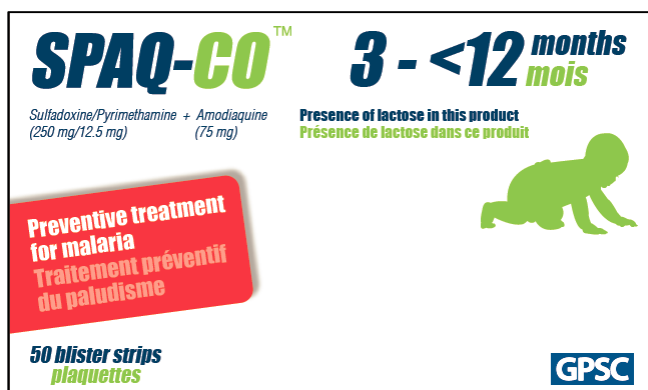 SPAQ-CO™
3 - <12 months
mois
Sulfadoxine/Pyrimethamine + Amodiaquine
(250 mg/12.5 mg) (75 mg)
Presence of lactose in this product
Présence de lactose dans ce produit
Preventive treatment
for malaria
Traitement préventif
du paludisme
50 blister strips
plaquettes
GPSC